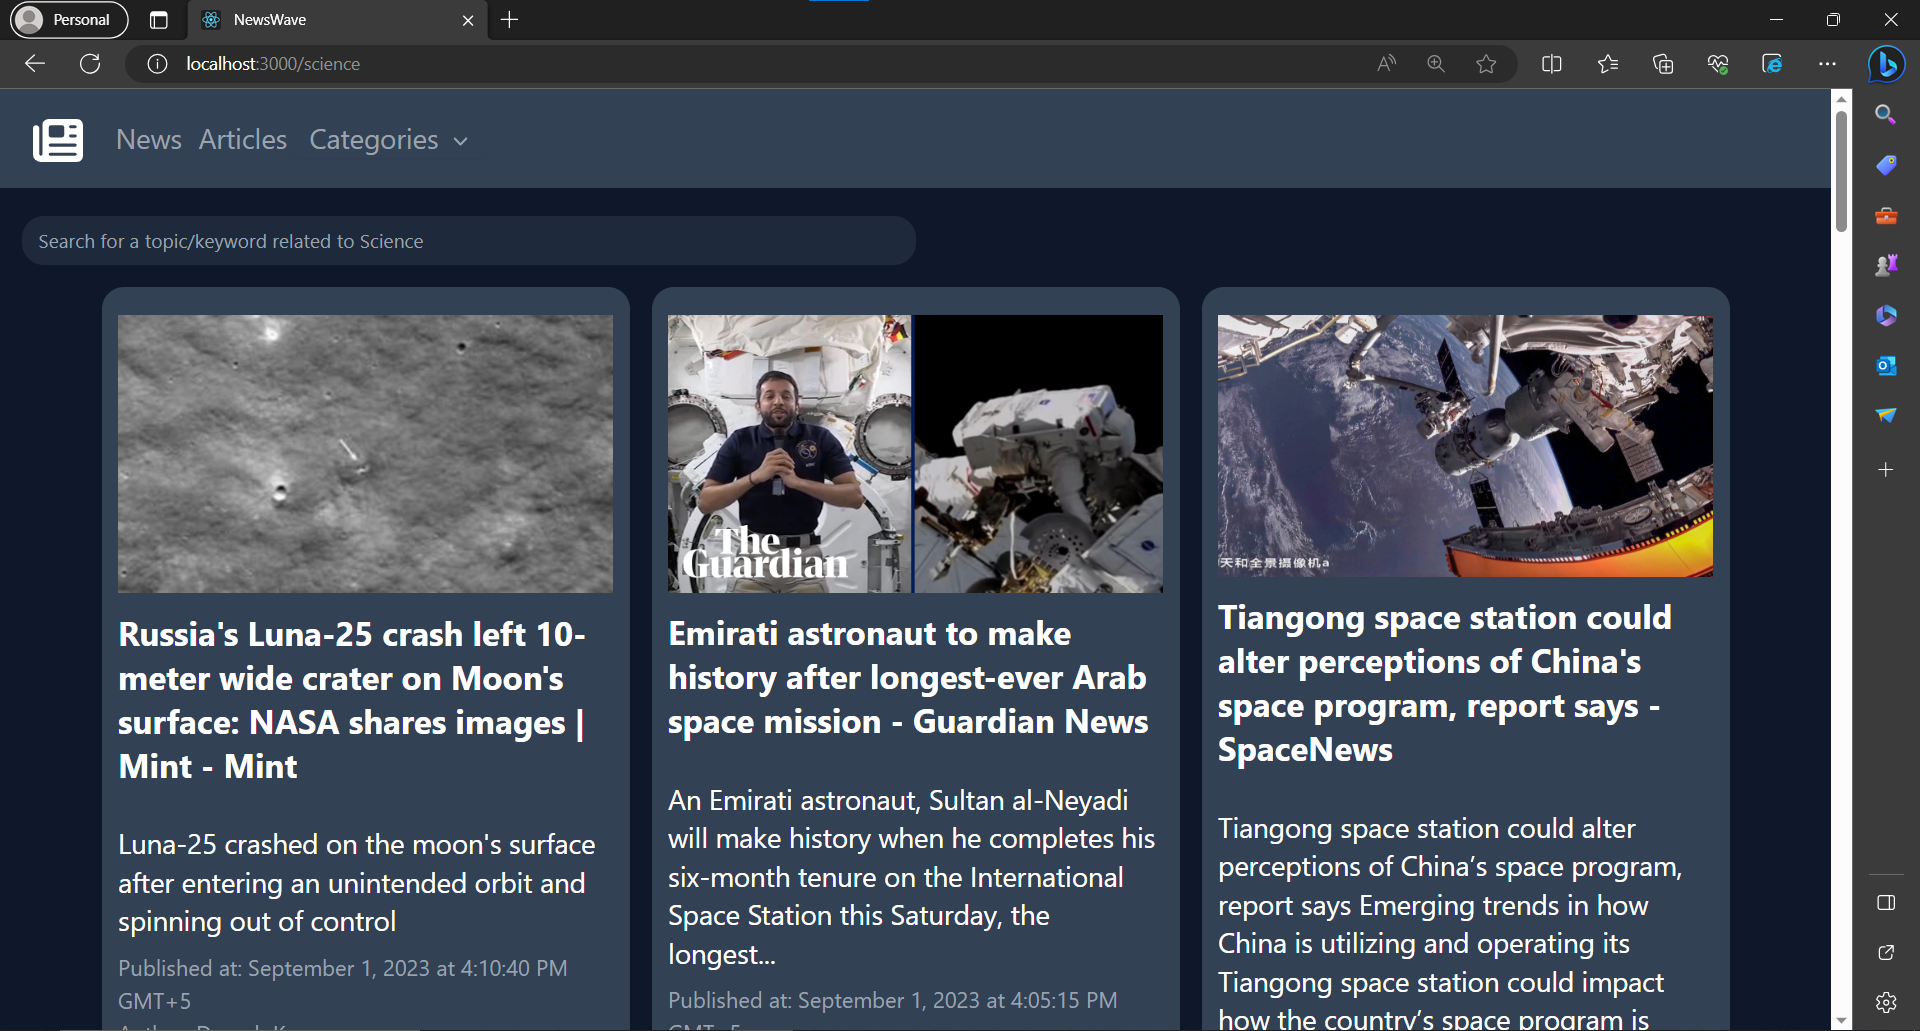 Personal
NewsWave
localhost:3000/science
News Articles Categories
Search for a topic/keyword related to Science
The
Guardian
天和全景摄像机a
Russia's Luna-25 crash left 10-
meter wide crater on Moon's
surface: NASA shares images |
Mint - Mint
Luna-25 crashed on the moon's surface
after entering an unintended orbit and
spinning out of control
Published at: September 1, 2023 at 4:10:40 PM
GMT+5
Emirati astronaut to make
history after longest-ever Arab
space mission - Guardian News
An Emirati astronaut, Sultan al-Neyadi
will make history when he completes his
six-month tenure on the International
Space Station this Saturday, the
longest...
Published at: September 1, 2023 at 4:05:15 PM
Tiangong space station could
alter perceptions of China's
space program, report says -
SpaceNews
Tiangong space station could alter
perceptions of China’s space program,
report says Emerging trends in how
China is utilizing and operating its
Tiangong space station could impact
how the country’s space program is